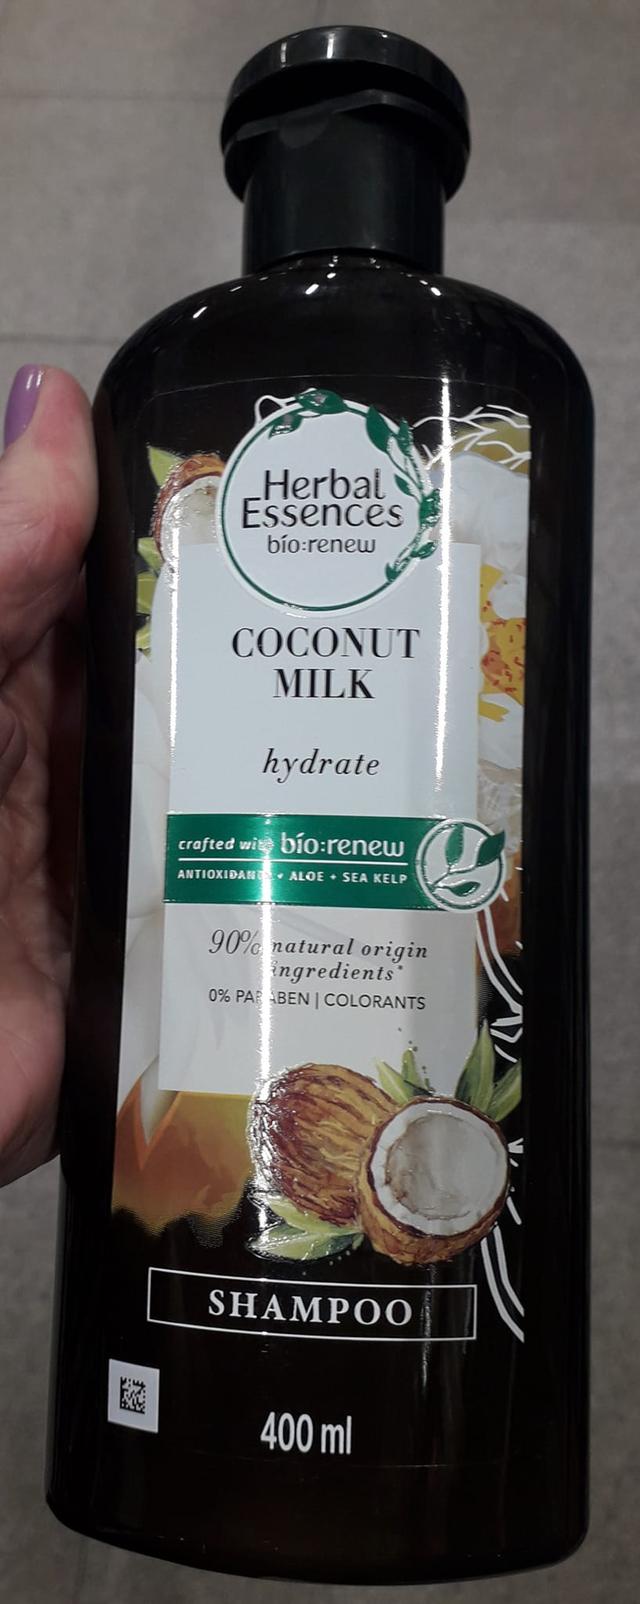 Herbal
Essences
bío:renew
COCONUT
MILK
hydrate
crafted with bío:renew
ANTIOXIDANT + ALOE + SEA KELP
90% natural origin
ingredients*
0% PARABEN | COLORANTS
SHAMPOO
400 ml